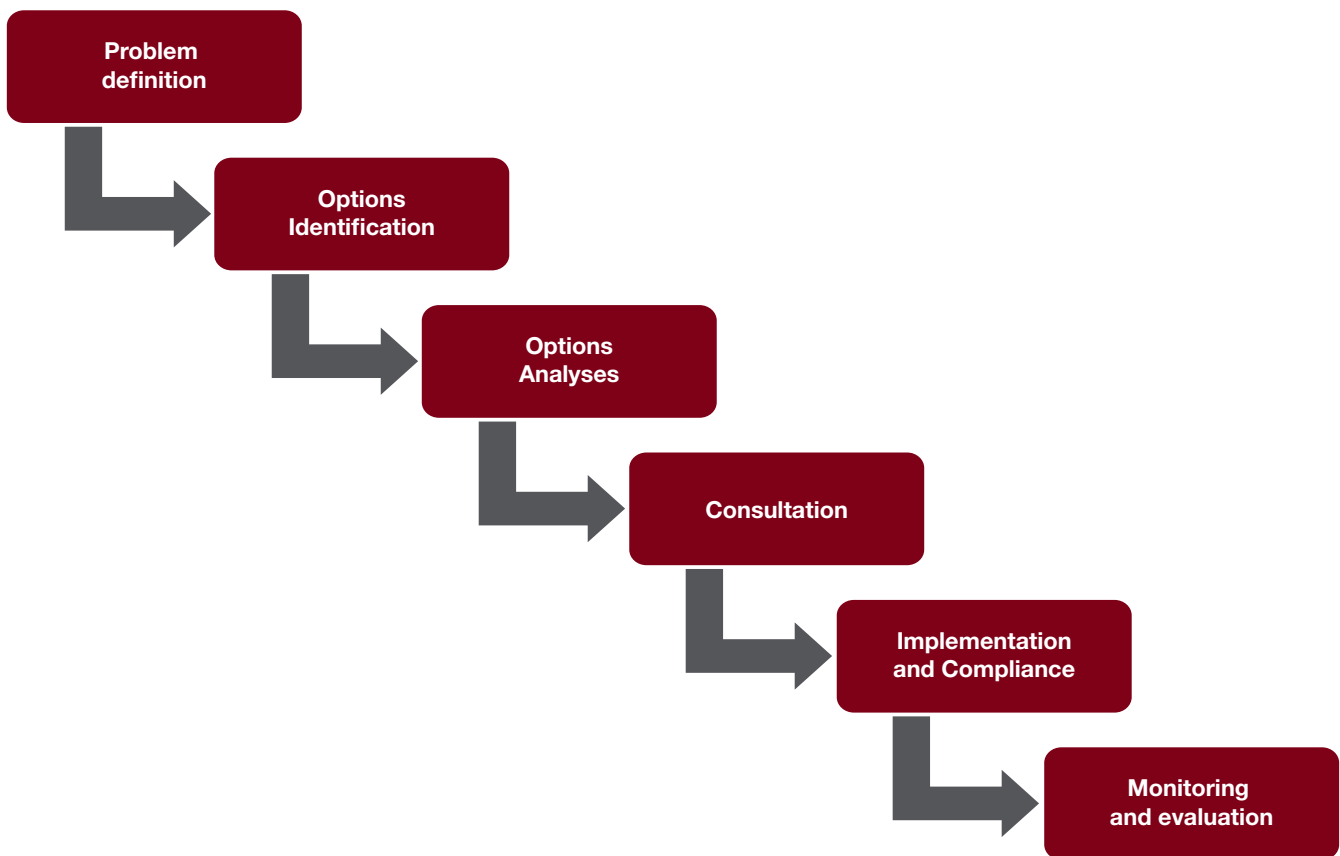 Problem
definition
Options
Identification
Options
Analyses
Consultation
Implementation
and Compliance
Monitoring
and evaluation